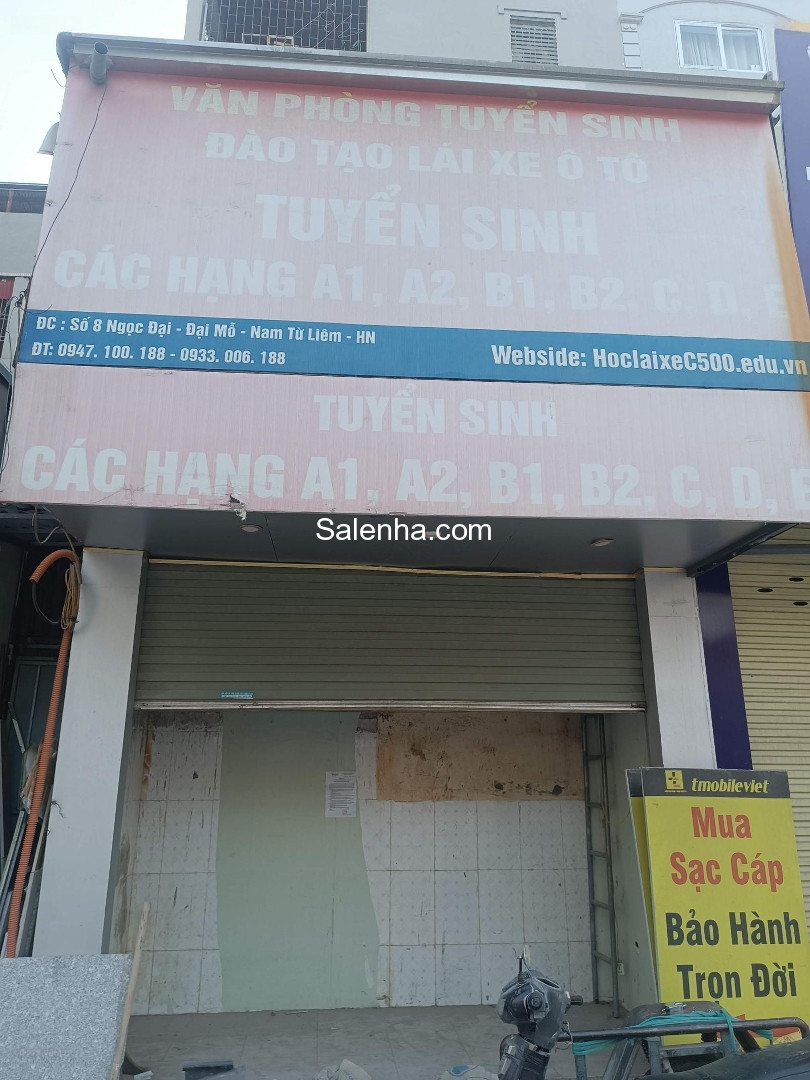 VĂN PHÒNG TUYỂN SINH
ĐÀO TẠO LÁI XE Ô TÔ
TUYỂN SINH
CÁC HẠNG A1, A2, B1, B2, C, D, E
ĐC : Số 8 Ngọc Đại - Đại Mỗ - Nam Từ Liêm - HN
ĐT: 0947. 100. 188 - 0933. 006. 188
Webside: HoclaixeC500.edu.vn
TUYỂN SINH
CÁC HẠNG A1, A2, B1, B2, C, D, E
Salenha.com
tmobileviet
Mua
Sạc Cáp
Bảo Hành
Trọn Đời